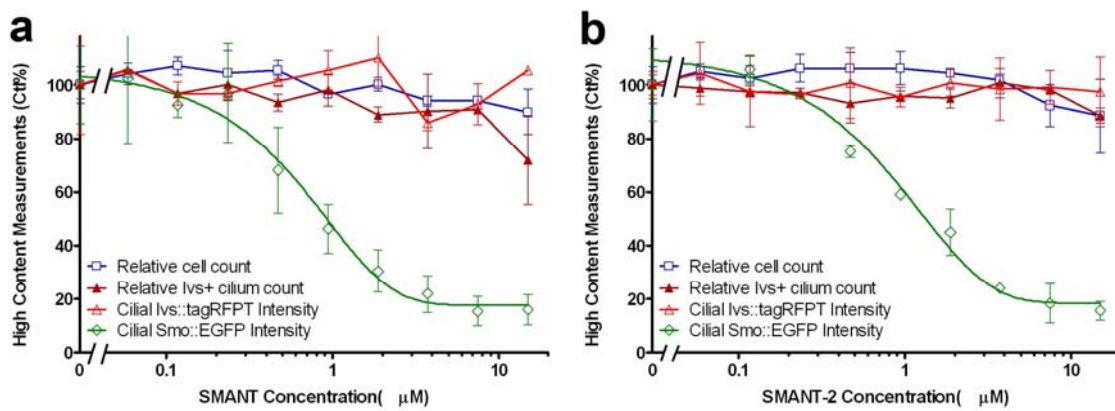 a
High Content Measurements (Ctl%)
100
80
60
40
20
0
Relative cell count
Relative Ivs+ cilium count
Cilial Ivs::tagRFPT Intensity
Cilial Smo::EGFP Intensity
0 0.1 1 10
SMANT Concentration( μM)
b
High Content Measurements (Ctl%)
100
80
60
40
20
0
Relative cell count
Relative Ivs+ cilium count
Cilial Ivs::tagRFPT Intensity
Cilial Smo::EGFP Intensity
0 0.1 1 10
SMANT-2 Concentration( μM)